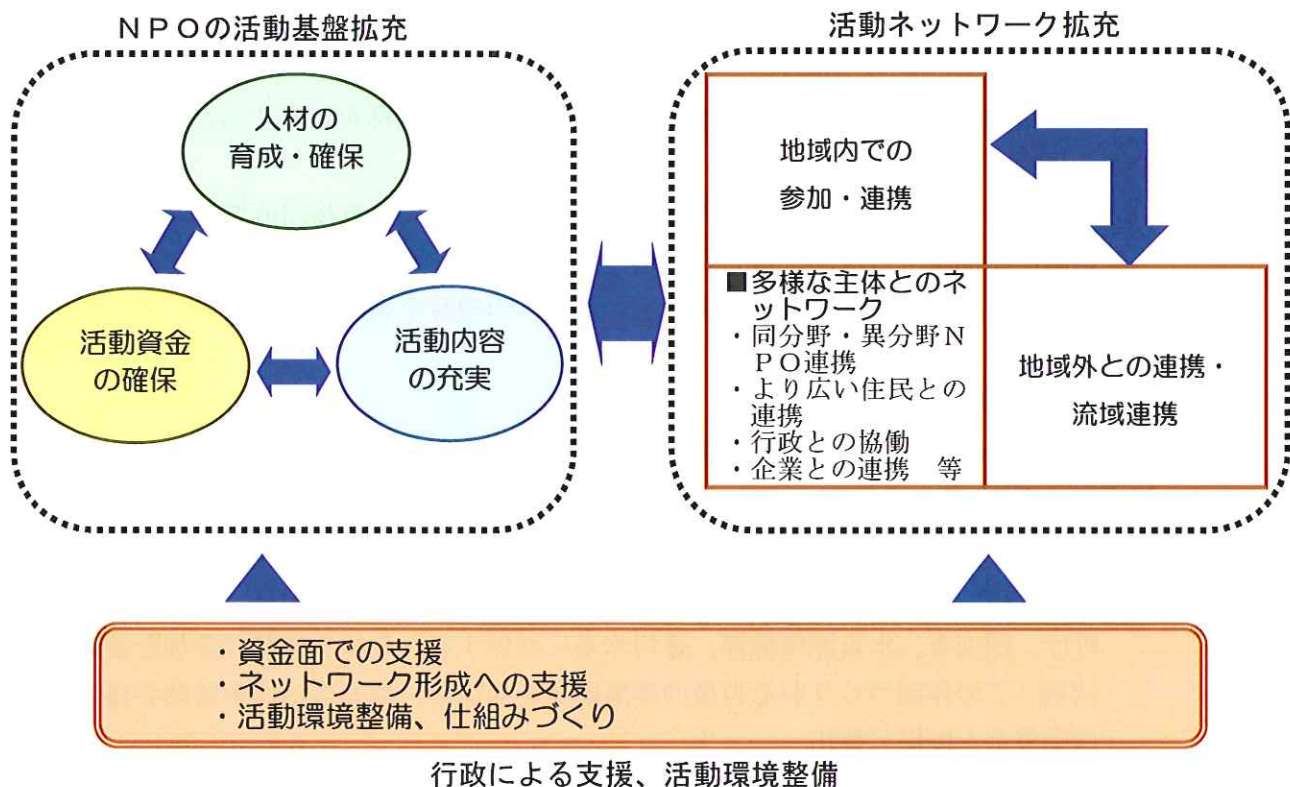 NPOの活動基盤拡充
人材の
育成・確保
活動資金
の確保
活動内容
の充実
活動ネットワーク拡充
地域内での
参加・連携
■多様な主体とのネ
ットワーク
・同分野・異分野N
PO連携
・より広い住民との
連携
・行政との協働
・企業との連携　等
地域外との連携・
流域連携
・資金面での支援
・ネットワーク形成への支援
・活動環境整備、仕組みづくり
行政による支援、活動環境整備